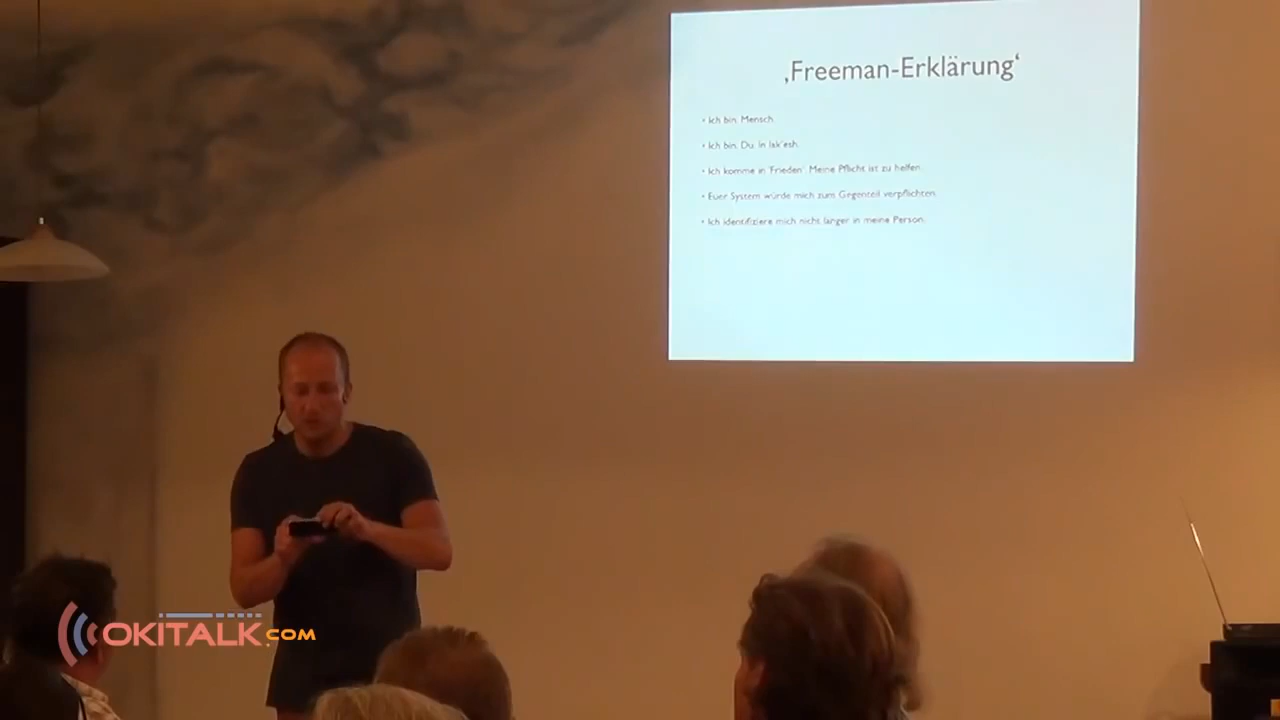 ‚Freeman-Erklärung‘
• Ich bin. Mensch.
• Ich bin. Du. In lak'esh.
• Ich komme in 'Frieden'. Meine Pflicht ist zu helfen.
• Euer System würde mich zum Gegenteil verpflichten.
• Ich identifiziere mich nicht länger in meine Person.
OKITALK.COM